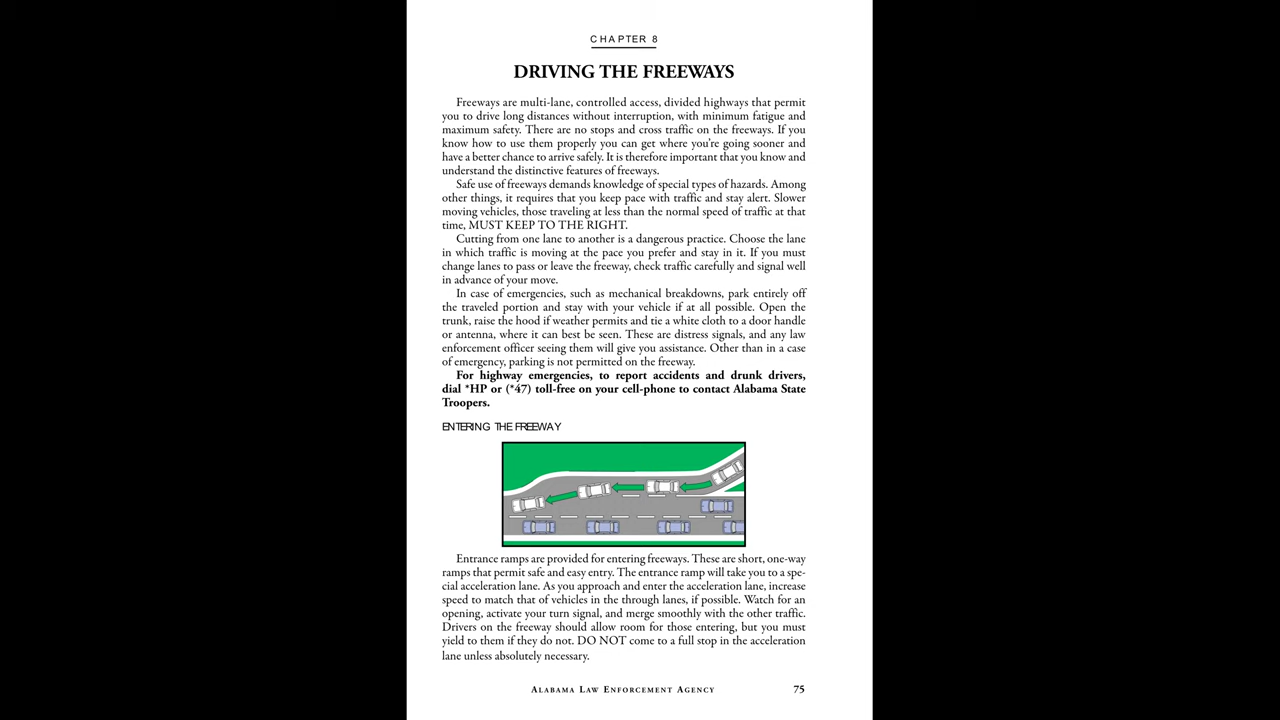 CHAPTER 8
DRIVING THE FREEWAYS
Freeways are multi-lane, controlled access, divided highways that permit
you to drive long distances without interruption, with minimum fatigue and
maximum safety. There are no stops and cross traffic on the freeways. If you
know how to use them properly you can get where you're going sooner and
have a better chance to arrive safely. It is therefore important that you know and
understand the distinctive features of freeways.
Safe use of freeways demands knowledge of special types of hazards. Among
other things, it requires that you keep pace with traffic and stay alert. Slower
moving vehicles, those traveling at less than the normal speed of traffic at that
time, MUST KEEP TO THE RIGHT.
Cutting from one lane to another is a dangerous practice. Choose the lane
in which traffic is moving at the pace you prefer and stay in it. If you must
change lanes to pass or leave the freeway, check traffic carefully and signal well
in advance of your move.
In case of emergencies, such as mechanical breakdowns, park entirely off
the traveled portion and stay with your vehicle if at all possible. Open the
trunk, raise the hood if weather permits and tie a white cloth to a door handle
or antenna, where it can best be seen. These are distress signals, and any law
enforcement officer seeing them will give you assistance. Other than in a case
of emergency, parking is not permitted on the freeway.
For highway emergencies, to report accidents and drunk drivers,
dial *HP or (*47) toll-free on your cell-phone to contact Alabama State
Troopers.
ENTERING THE FREEWAY
Entrance ramps are provided for entering freeways. These are short, one-way
ramps that permit safe and easy entry. The entrance ramp will take you to a spe-
cial acceleration lane. As you approach and enter the acceleration lane, increase
speed to match that of vehicles in the through lanes, if possible. Watch for an
opening, activate your turn signal, and merge smoothly with the other traffic.
Drivers on the freeway should allow room for those entering, but you must
yield to them if they do not. DO NOT come to a full stop in the acceleration
lane unless absolutely necessary.
ALABAMA LAW ENFORCEMENT AGENCY 75